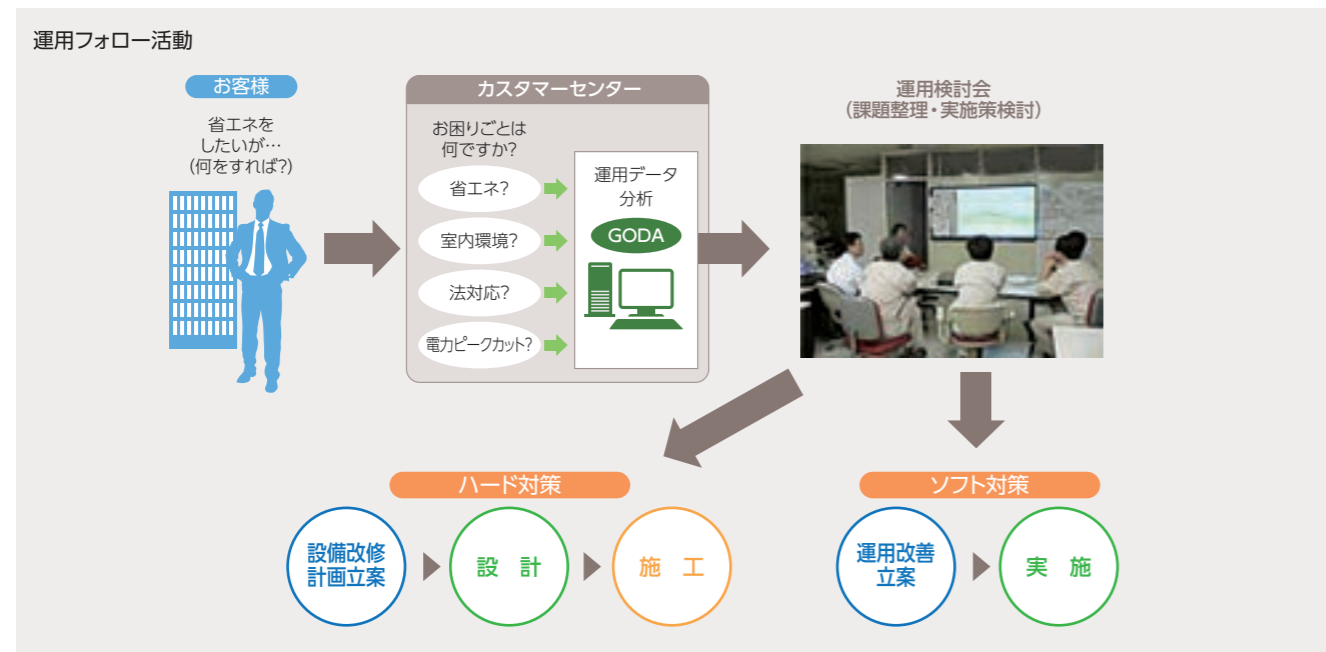 運用フォロー活動
お客様
省エネを
したいが…
(何をすれば?)
カスタマーセンター
お困りごとは
何ですか?
省エネ?
室内環境?
法対応?
電力ピークカット?
運用データ
分析
GODA
運用検討会
(課題整理・実施策検討)
ハード対策
設備改修
計画立案
設 計
施 工
ソフト対策
運用改善
立案
実 施